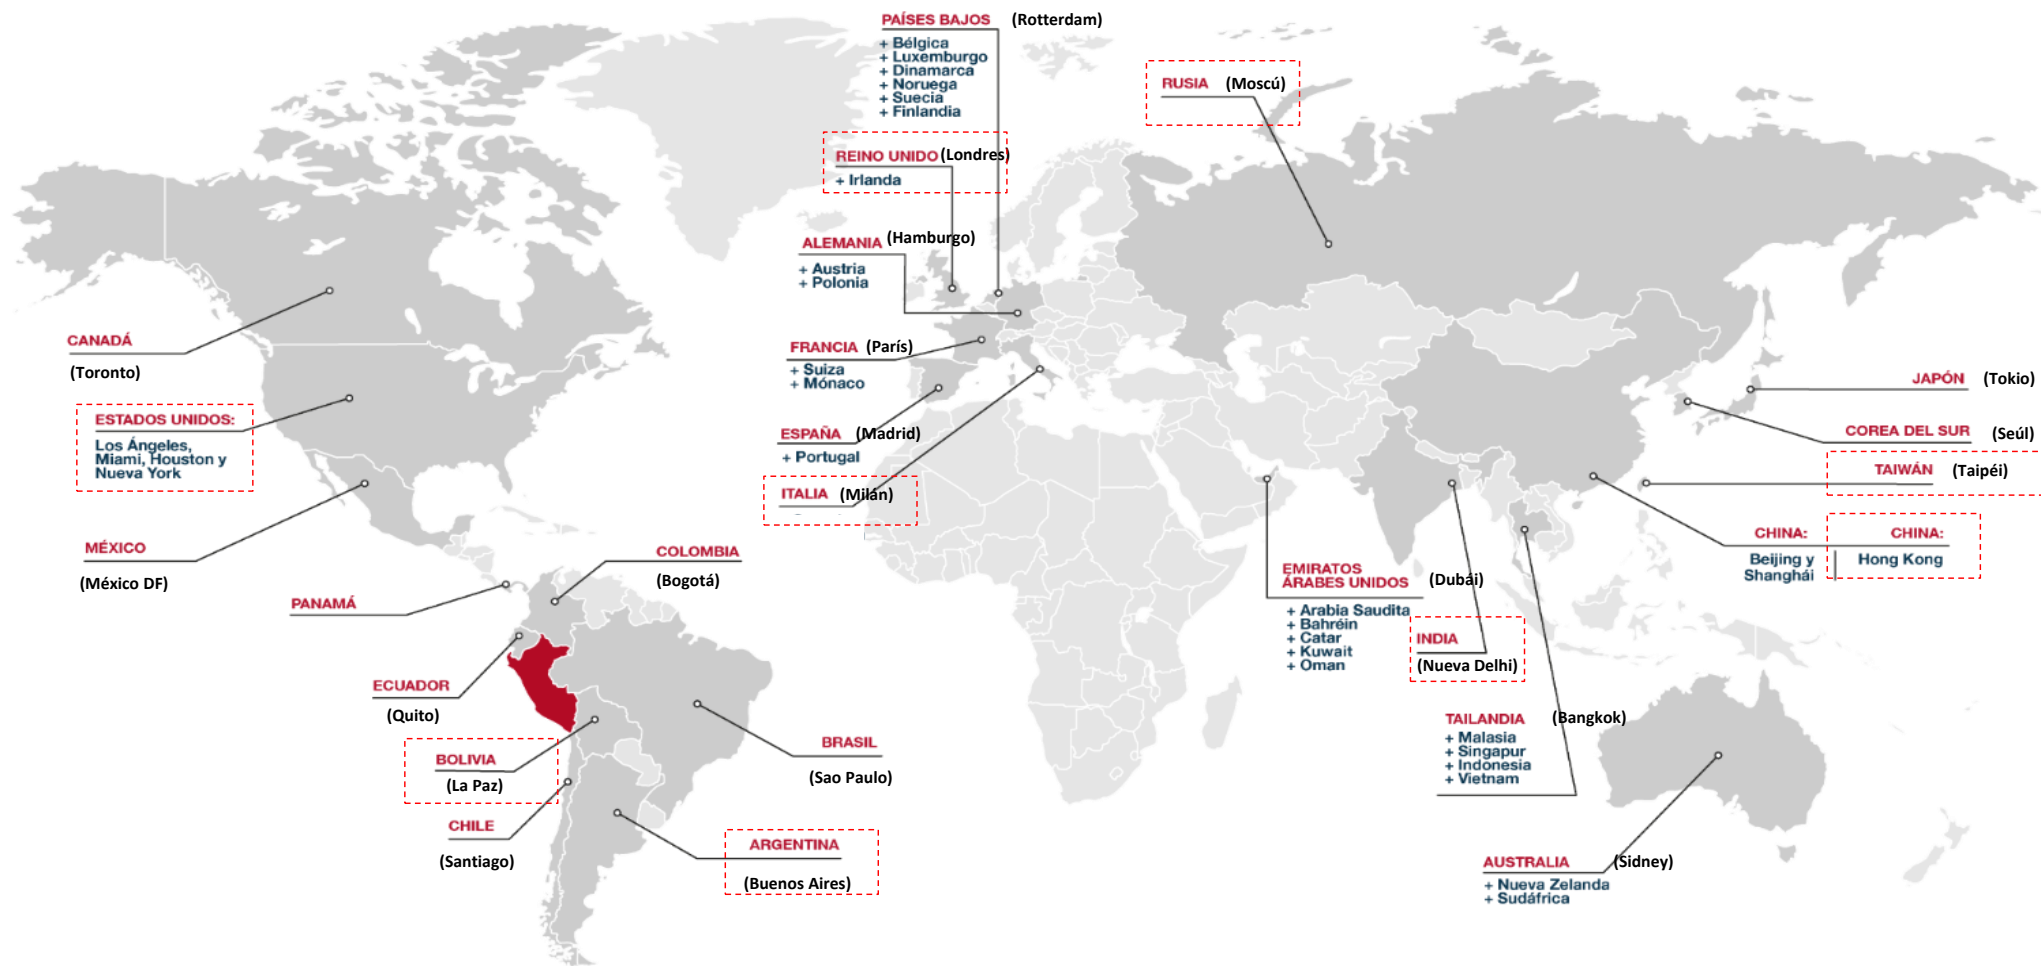 PAÍSES BAJOS (Rotterdam)
+ Bélgica
+ Luxemburgo
+ Dinamarca
+ Noruega
+ Suecia
+ Finlandia
RUSIA (Moscú)
REINO UNIDO (Londres)
+ Irlanda
ALEMANIA (Hamburgo)
+ Austria
+ Polonia
CANADÁ
(Toronto)
FRANCIA (París)
+ Suiza
+ Mónaco
JAPÓN (Tokio)
ESTADOS UNIDOS:
Los Ángeles,
Miami, Houston y
Nueva York
ESPAÑA (Madrid)
+ Portugal
COREA DEL SUR (Seúl)
TAIWÁN (Taipéi)
ITALIA (Milán)
CHINA:
Beijing y
Shanghái
CHINA:
Hong Kong
MÉXICO
(México DF)
COLOMBIA
(Bogotá)
PANAMÁ
EMIRATOS
ÁRABES UNIDOS (Dubái)
+ Arabia Saudita
+ Bahréin
+ Catar
+ Kuwait
+ Oman
INDIA
(Nueva Delhi)
ECUADOR
(Quito)
TAILANDIA (Bangkok)
+ Malasia
+ Singapur
+ Indonesia
+ Vietnam
BRASIL
(Sao Paulo)
BOLIVIA
(La Paz)
CHILE
(Santiago)
ARGENTINA
(Buenos Aires)
AUSTRALIA (Sidney)
+ Nueva Zelanda
+ Sudáfrica